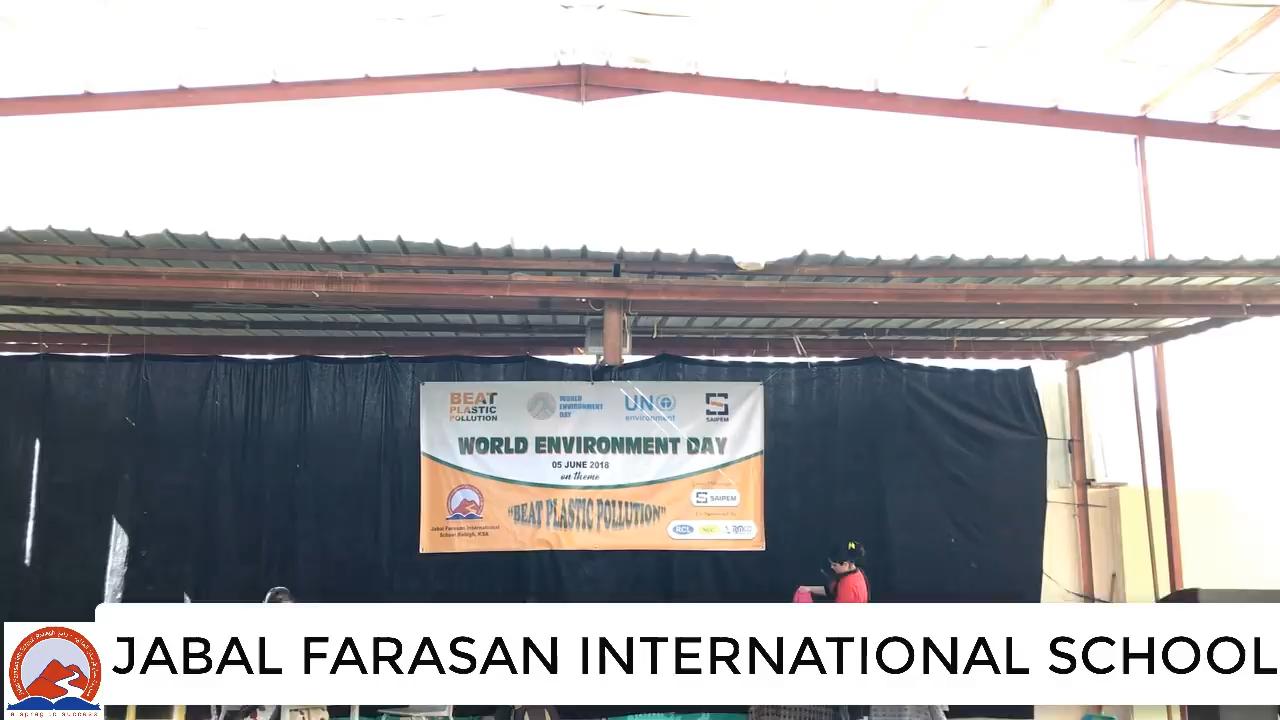 BEAT
PLASTIC
POLLUTION
WORLD
ENVIRONMENT
DAY
UN
environment
SAIPEM
WORLD ENVIRONMENT DAY
05 JUNE 2018
on theme
"BEAT PLASTIC POLLUTION"
Jabal Farasan International
School Rabigh, KSA
SAIPEM
RCL
JABAL FARASAN INTERNATIONAL SCHOOL